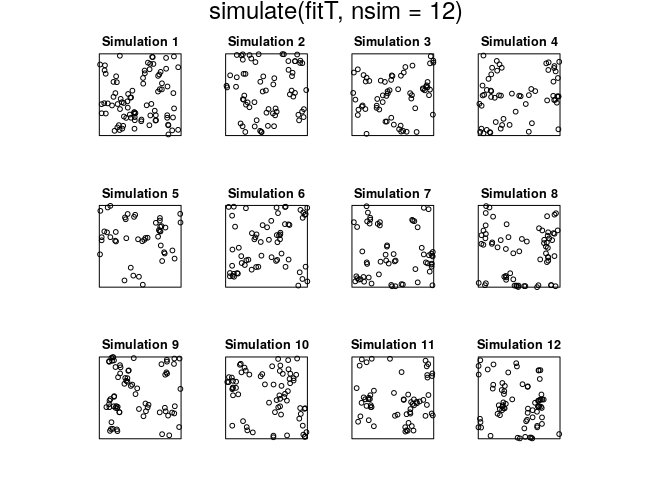 simulate(fitT, nsim = 12)
Simulation 1
Simulation 2
Simulation 3
Simulation 4
Simulation 5
Simulation 6
Simulation 7
Simulation 8
Simulation 9
Simulation 10
Simulation 11
Simulation 12